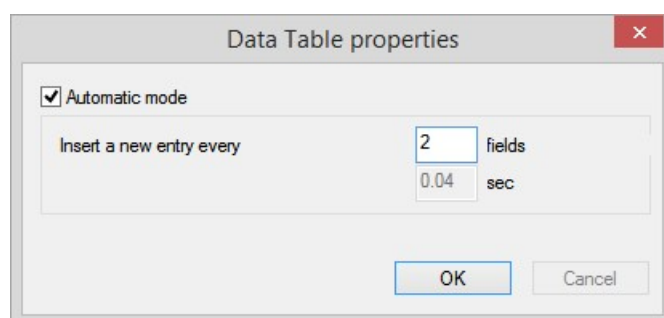 Data Table properties
Automatic mode
Insert a new entry every 2 fields
0.04 sec
OK Cancel